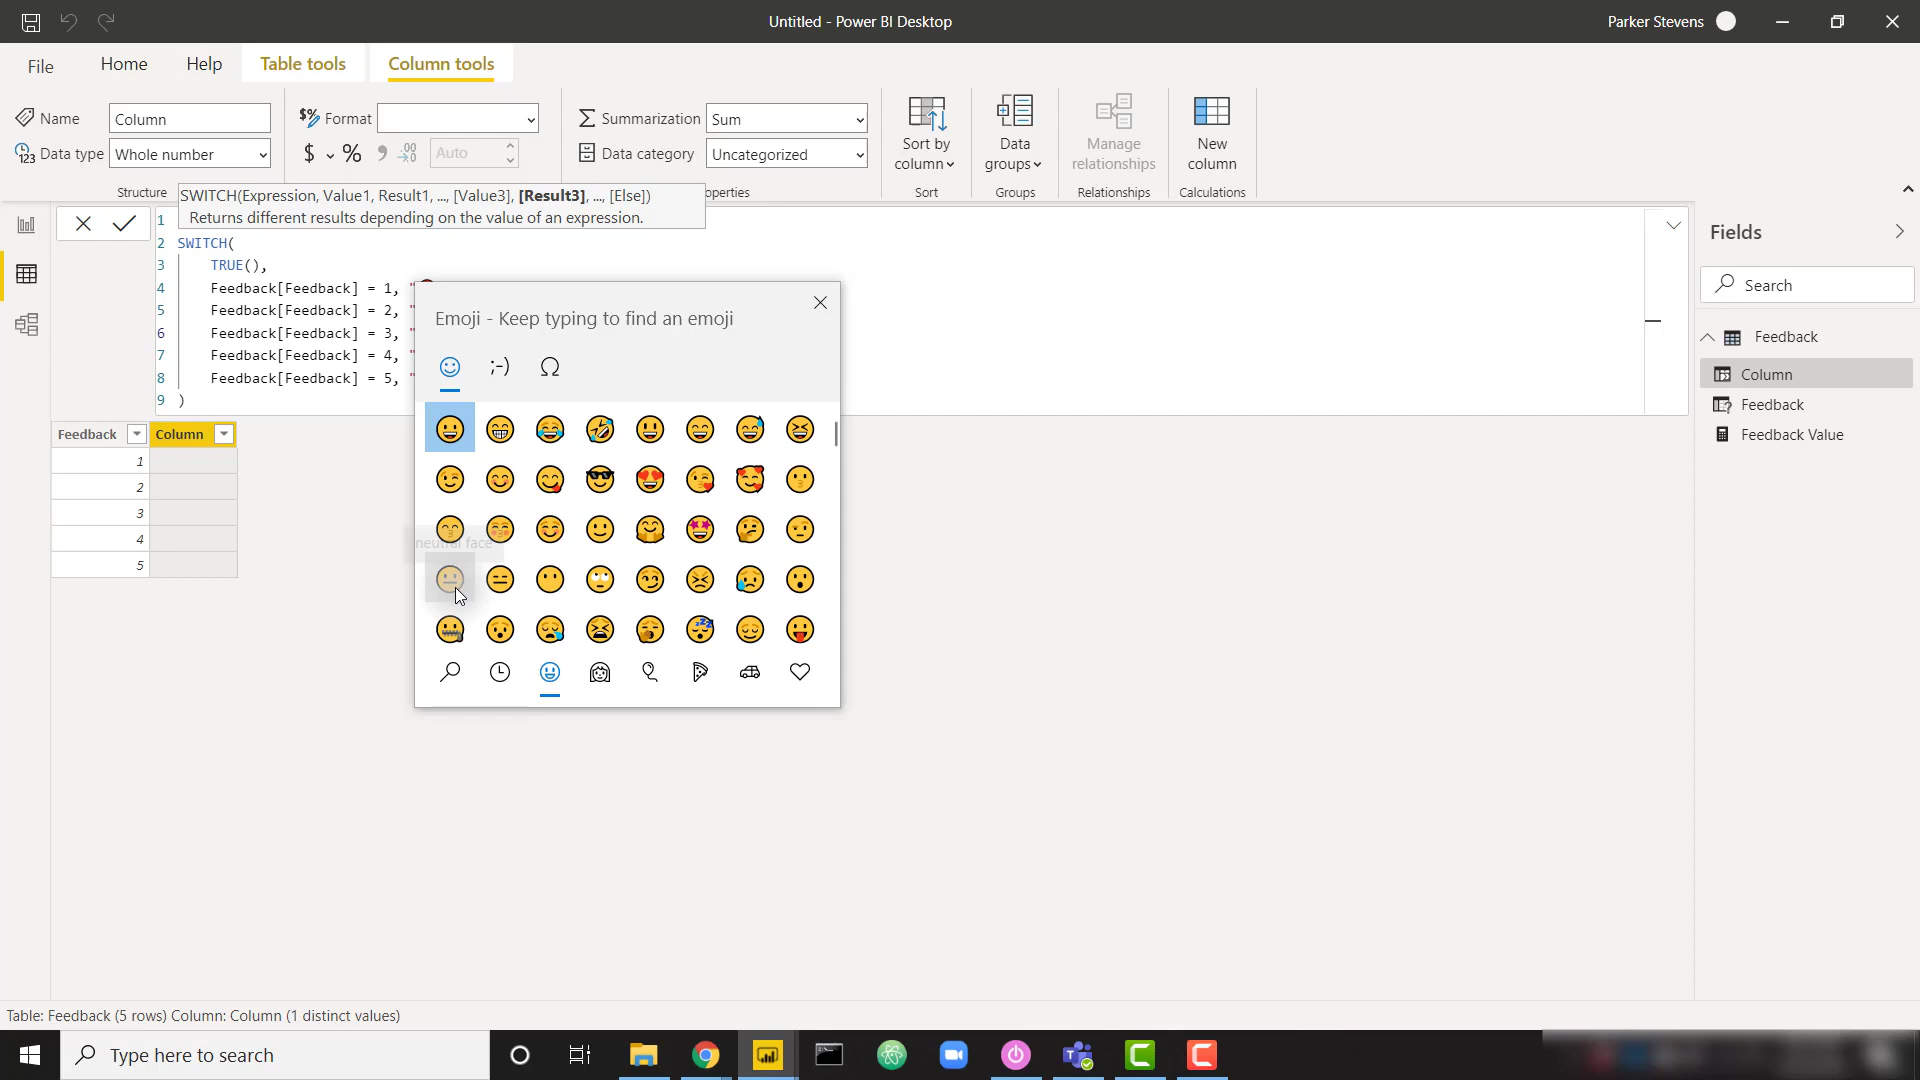 Untitled - Power BI Desktop
Parker Stevens
File
Home
Help
Table tools
Column tools
Name
Column
Data type
Whole number
Structure
Format
$
%
Auto
Summarization
Sum
Data category
Uncategorized
operties
Sort by
column
Sort
Data
groups
Groups
Manage
relationships
Relationships
New
column
Calculations
SWITCH(Expression, Value1, Result1, ..., [Value3], [Result3], ..., [Else])
Returns different results depending on the value of an expression.
1
2 SWITCH(
3 TRUE(),
4 Feedback[Feedback] = 1, "
5 Feedback[Feedback] = 2, "
6 Feedback[Feedback] = 3, "
7 Feedback[Feedback] = 4, "
8 Feedback[Feedback] = 5, "
9 )
Emoji - Keep typing to find an emoji
;-)
Ω
neutral face
Feedback
Column
1
2
3
4
5
Fields
Search
Feedback
Column
Feedback
Feedback Value
Table: Feedback (5 rows) Column: Column (1 distinct values)
Type here to search